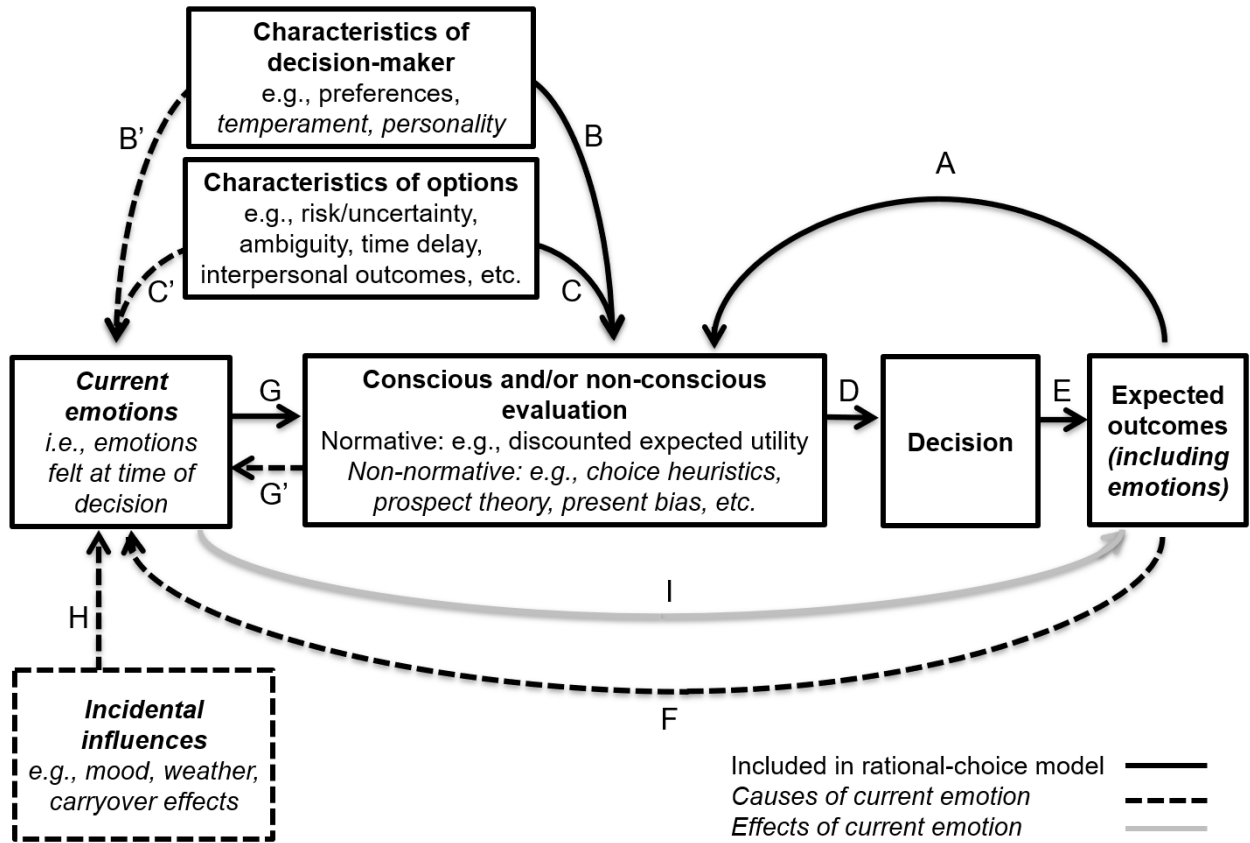 Characteristics of
decision-maker
e.g., preferences,
temperament, personality
B’
B
A
Characteristics of options
e.g., risk/uncertainty,
ambiguity, time delay,
interpersonal outcomes, etc.
C’
C
Current
emotions
i.e., emotions
felt at time of
decision
G
G’
Conscious and/or non-conscious
evaluation
Normative: e.g., discounted expected utility
Non-normative: e.g., choice heuristics,
prospect theory, present bias, etc.
D
Decision
E
Expected
outcomes
(including
emotions)
I
H
F
Incidental
influences
e.g., mood, weather,
carryover effects
Included in rational-choice model
Causes of current emotion
Effects of current emotion